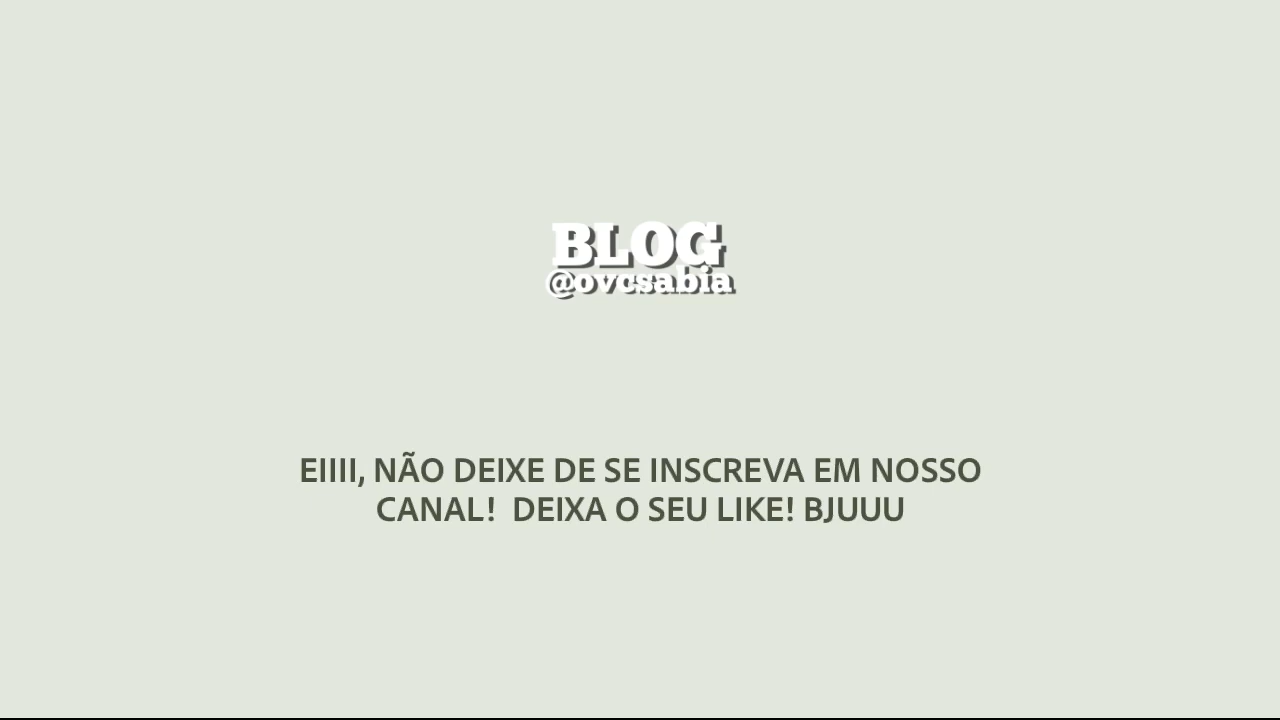 BLOG
@ovcsabia
EIIII, NÃO DEIXE DE SE INSCREVA EM NOSSO
CANAL!  DEIXA O SEU LIKE! BJUUU